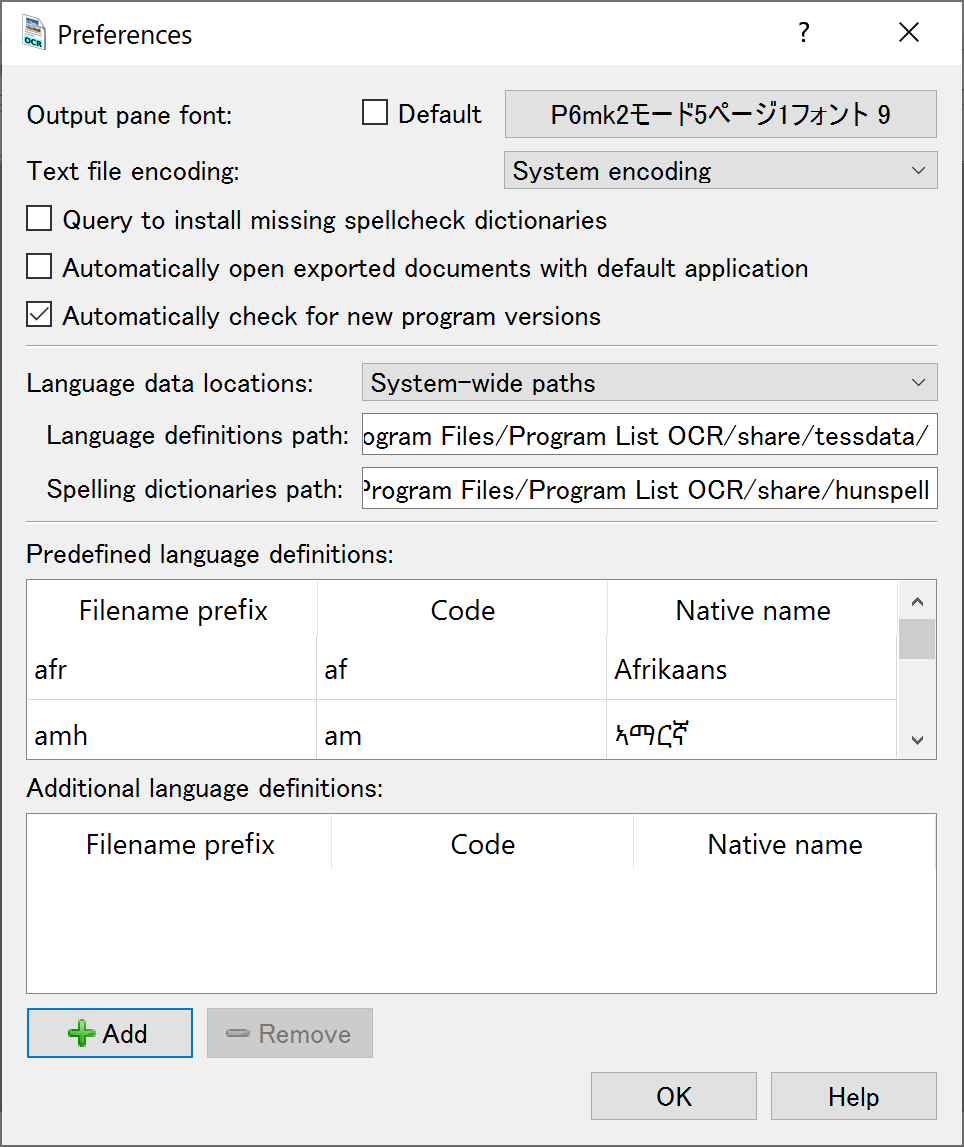 OCR
Preferences
?
Output pane font:
Default
P6mk2モード5ページ1フォント 9
Text file encoding:
System encoding
Query to install missing spellcheck dictionaries
Automatically open exported documents with default application
Automatically check for new program versions
Language data locations:
System-wide paths
Language definitions path:
ogram Files/Program List OCR/share/tessdata/
Spelling dictionaries path:
Program Files/Program List OCR/share/hunspell
Predefined language definitions:
Filename prefix Code Native name
afr af Afrikaans
amh am ኣማርኛ
Additional language definitions:
Filename prefix Code Native name
Add
Remove
OK
Help